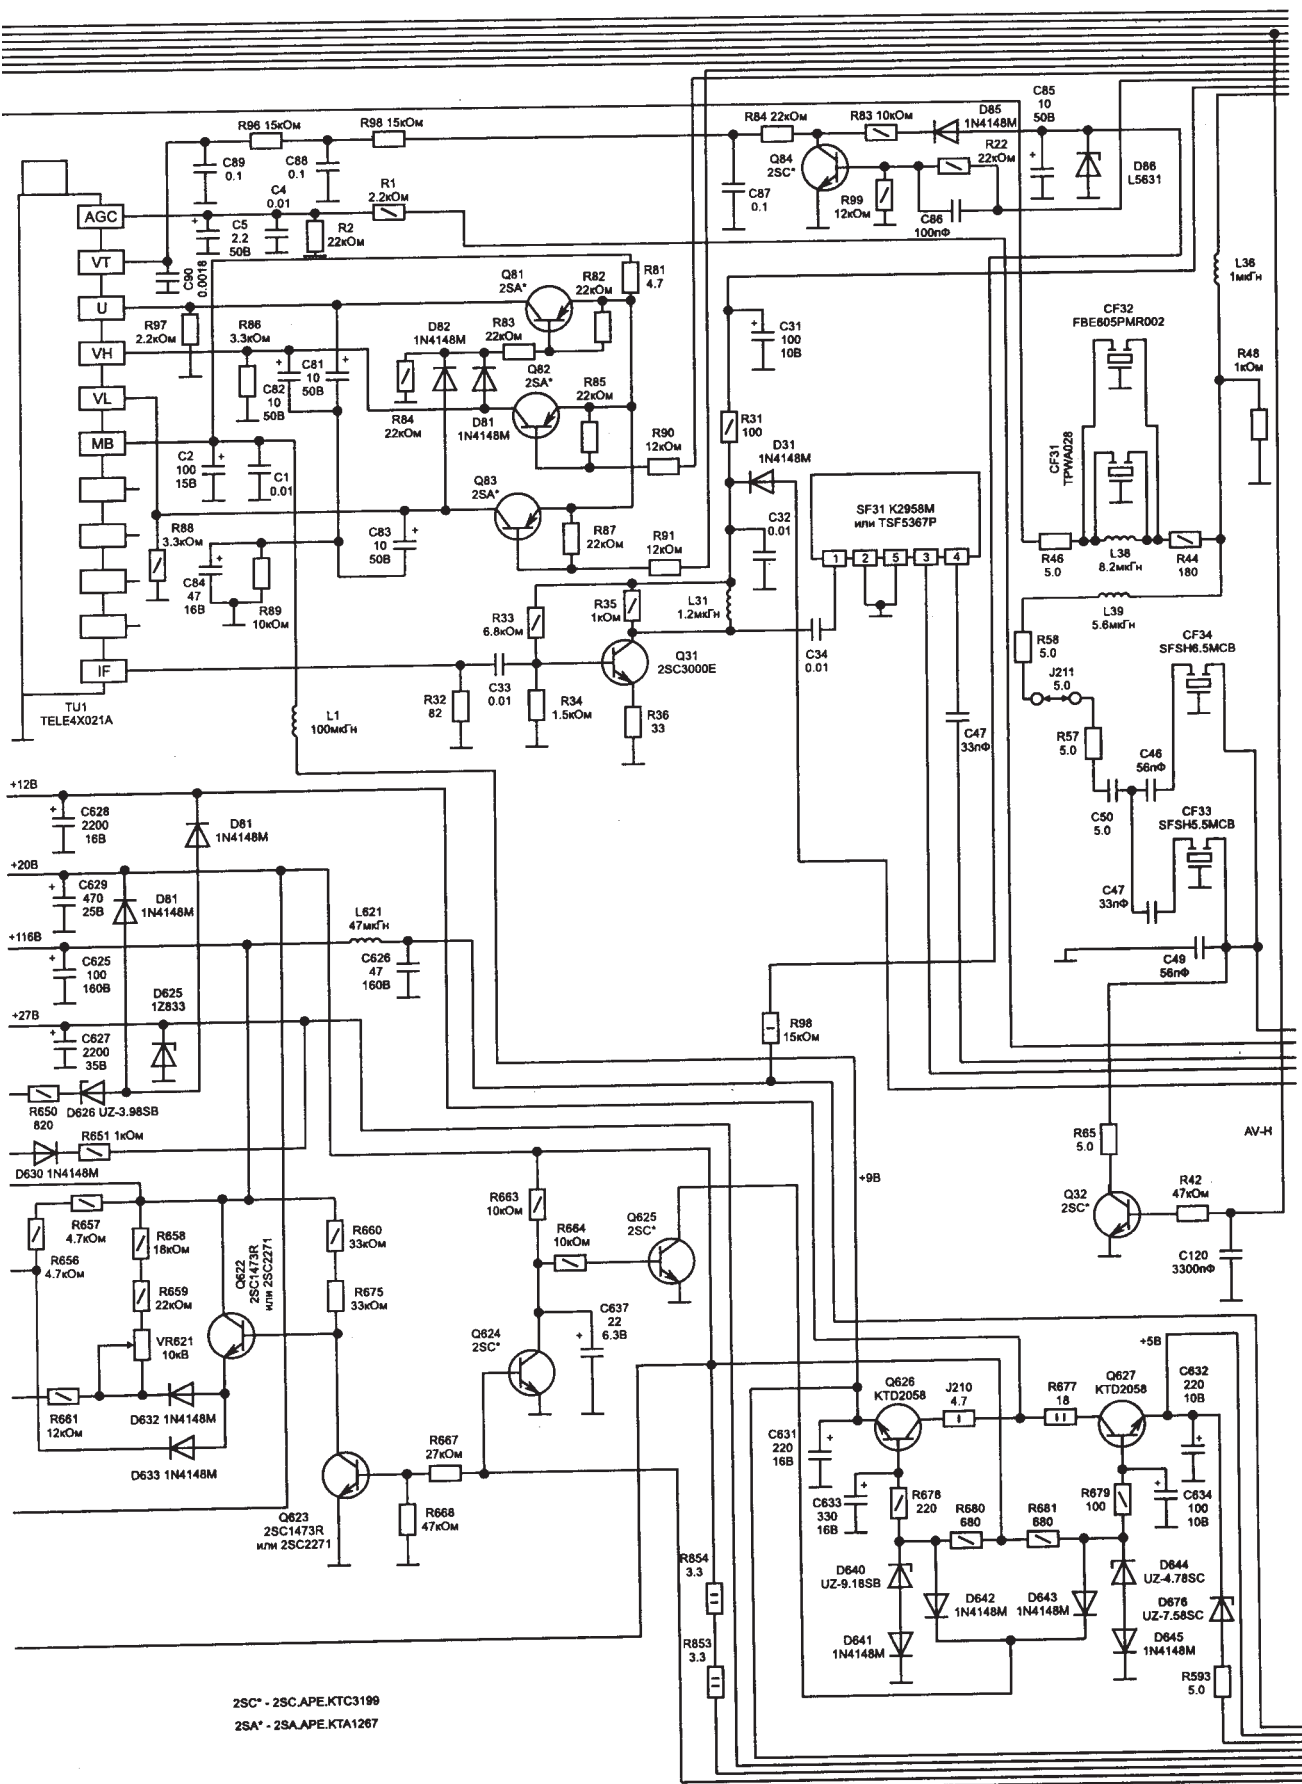 R96 15кОм
R98 15кОм
C89
0.1
C88
0.1
C4
0.01
R1
2.2кОм
AGC
C5
2.2
50В
R2
22кОм
VT
C90
0.0018
U
R97
2.2кОм
R86
3.3кОм
VH
C82
10
50В
C81
10
50В
VL
MB
C2
100
15В
C1
0.01
R88
3.3кОм
C84
47
16В
R89
10кОм
C83
10
50В
IF
TU1
TELE4X021A
L1
100мкГн
Q81
2SA*
R82
22кОм
R81
4.7
D82
1N4148M
R83
22кОм
R84
22кОм
D81
1N4148M
Q82
2SA*
R85
22кОм
R90
12кОм
Q83
2SA*
R87
22кОм
R91
12кОм
R33
6.8кОм
R35
1кОм
L31
1.2мкГн
Q31
2SC3000E
R32
82
C33
0.01
R34
1.5кОм
R36
33
R84 22кОм
R83 10кОм
D85
1N4148M
C85
10
50В
Q84
2SC*
R22
22кОм
D86
L5631
C87
0.1
R99
12кОм
C86
100пФ
C31
100
10В
R31
100
D31
1N4148M
C32
0.01
SF31 K2958M
или TSF5367P
1
2
5
3
4
C34
0.01
C47
33пФ
L36
1мкГн
CF32
FBE605PMR002
R48
1кОм
CF31
TPWA028
R46
5.0
L38
8.2мкГн
R44
180
L39
5.6мкГн
R58
5.0
CF34
SFSH6.5MCB
J211
5.0
R57
5.0
C46
56пФ
C50
5.0
CF33
SFSH5.5MCB
C47
33пФ
C49
56пФ
+12В
C628
2200
16В
D81
1N4148M
+20В
C629
470
25В
D81
1N4148M
+116В
L621
47мкГн
C625
100
160В
C626
47
160В
D625
1Z833
+27В
C627
2200
35В
R650
820
D626 UZ-3.98SB
R651 1кОм
D630 1N4148M
R98
15кОм
R65
5.0
AV-H
Q32
2SC*
R42
47кОм
C120
3300пФ
+9В
R657
4.7кОм
R656
4.7кОм
R658
18кОм
R659
22кОм
VR621
10кВ
Q622
2SC1473R
или 2SC2271
R660
33кОм
R675
33кОм
R661
12кОм
D632 1N4148M
D633 1N4148M
Q623
2SC1473R
или 2SC2271
R663
10кОм
R664
10кОм
Q625
2SC*
Q624
2SC*
C637
22
6.3В
R667
27кОм
R668
47кОм
+5В
Q626
KTD2058
J210
4.7
R677
18
Q627
KTD2058
C632
220
10В
C631
220
16В
C633
330
16В
R678
220
R680
680
R681
680
R679
100
C634
100
10В
R854
3.3
D640
UZ-9.18SB
D642
1N4148M
D643
1N4148M
D644
UZ-4.78SC
D676
UZ-7.58SC
R853
3.3
D641
1N4148M
D645
1N4148M
R593
5.0
2SC* - 2SC.APE.KTC3199
2SA* - 2SA.APE.KTA1267